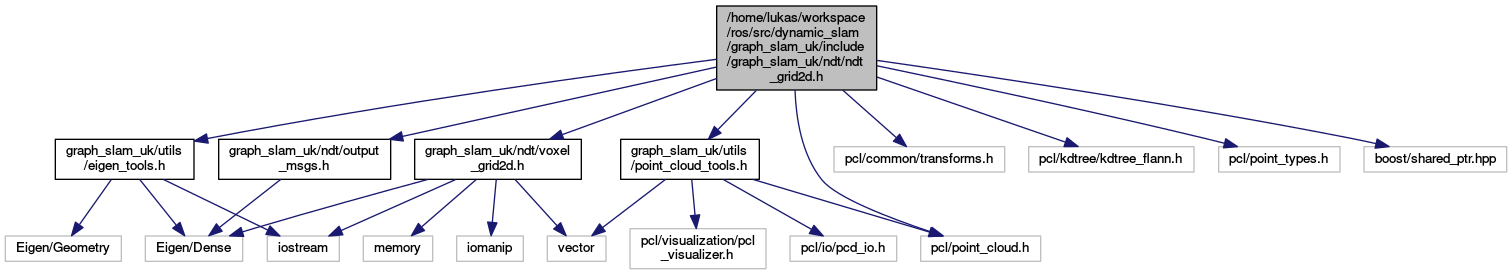 /home/lukas/workspace
/ros/src/dynamic_slam
/graph_slam_uk/include
/graph_slam_uk/ndt/ndt
_grid2d.h
graph_slam_uk/utils
/eigen_tools.h
graph_slam_uk/ndt/output
_msgs.h
graph_slam_uk/ndt/voxel
_grid2d.h
graph_slam_uk/utils
/point_cloud_tools.h
pcl/common/transforms.h
pcl/kdtree/kdtree_flann.h
pcl/point_types.h
boost/shared_ptr.hpp
Eigen/Geometry
Eigen/Dense
iostream
memory
iomanip
vector
pcl/visualization/pcl
_visualizer.h
pcl/io/pcd_io.h
pcl/point_cloud.h